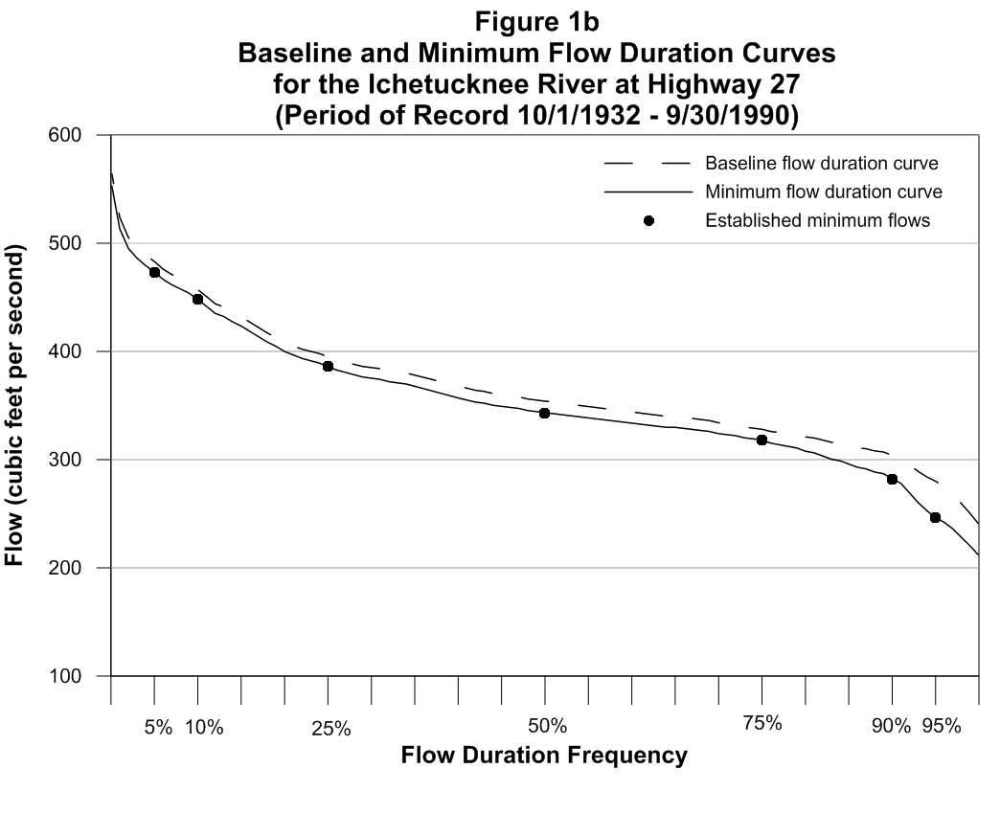 Figure 1b
Baseline and Minimum Flow Duration Curves
for the Ichetucknee River at Highway 27
(Period of Record 10/1/1932 - 9/30/1990)
Baseline flow duration curve
Minimum flow duration curve
Established minimum flows
Flow (cubic feet per second)
600
500
400
300
200
100
5% 10% 25% 50% 75% 90% 95%
Flow Duration Frequency